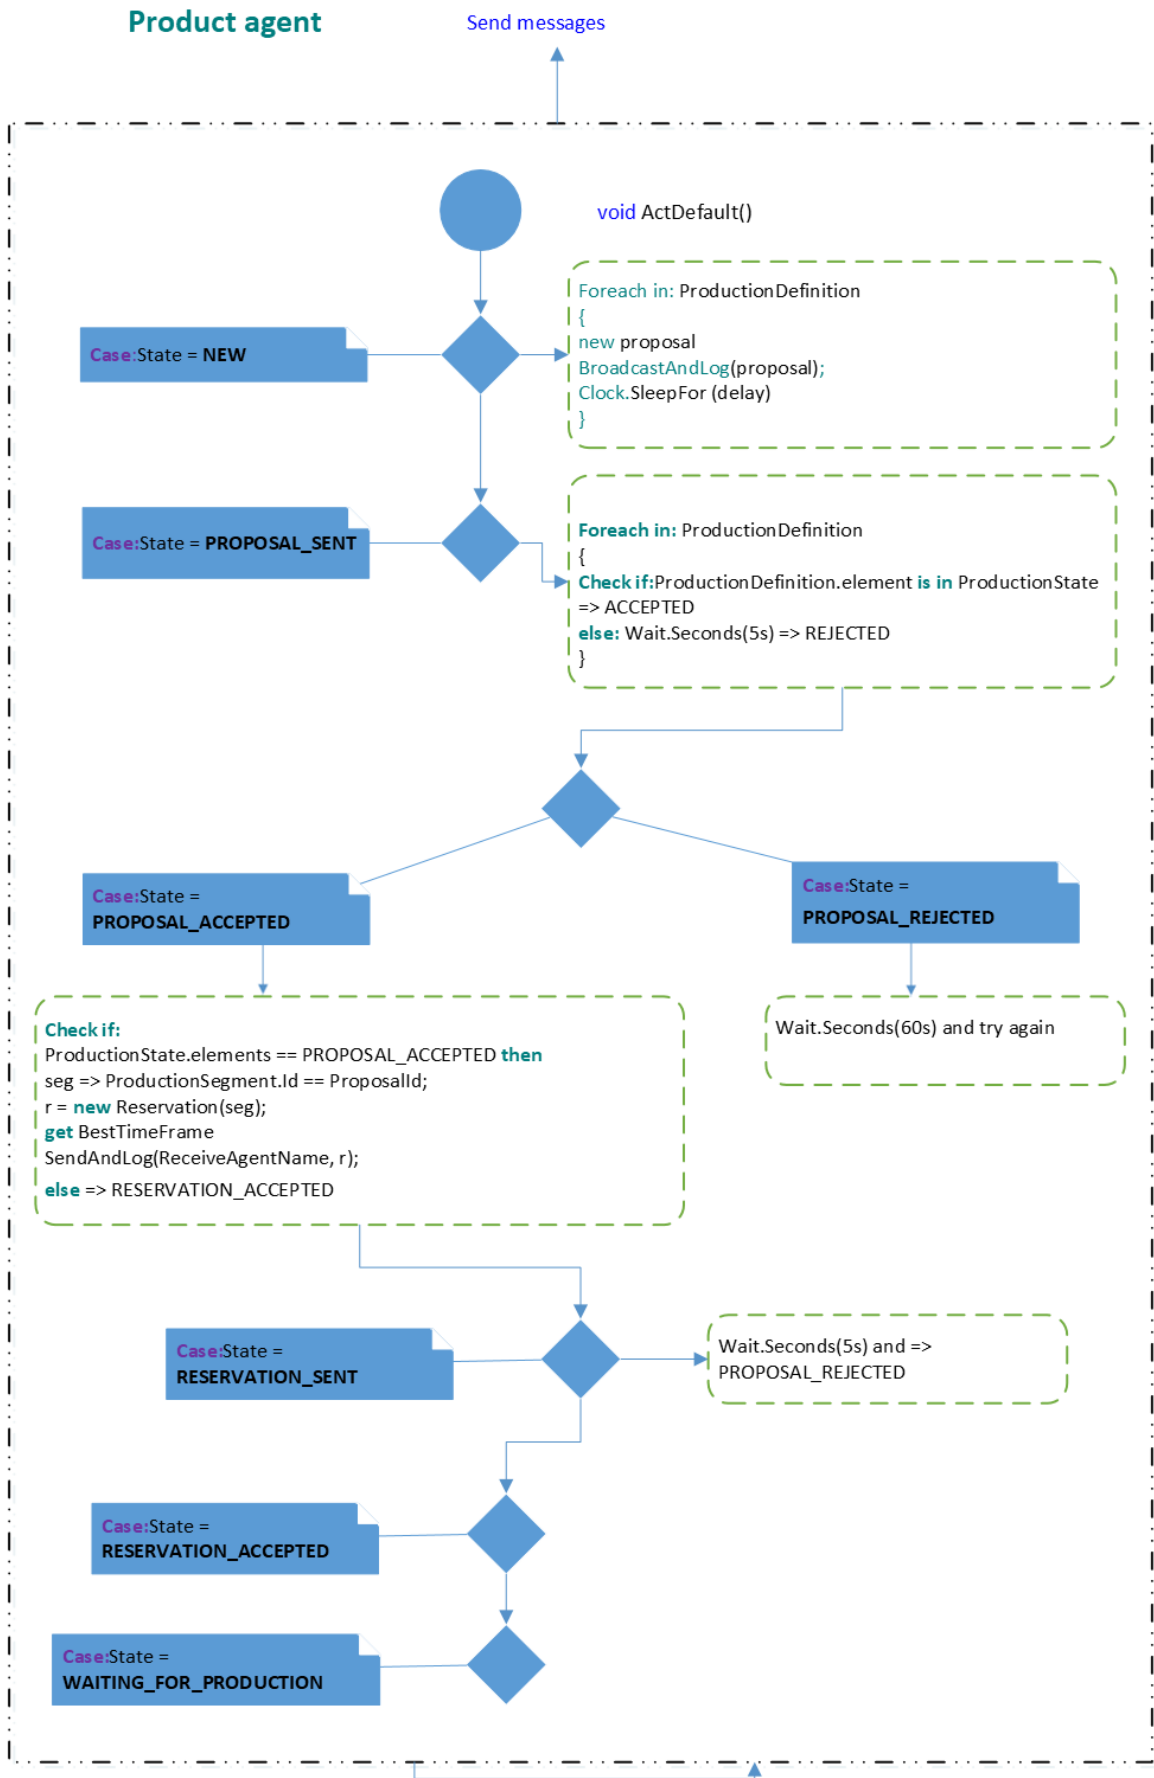 Product agent
Send messages
void ActDefault()
Foreach in: ProductionDefinition
{
new proposal
BroadcastAndLog(proposal);
Clock.SleepFor (delay)
}
Case:State = NEW
Foreach in: ProductionDefinition
{
Check if:ProductionDefinition.element is in ProductionState
=> ACCEPTED
else: Wait.Seconds(5s) => REJECTED
}
Case:State = PROPOSAL_SENT
Case:State =
PROPOSAL_ACCEPTED
Case:State =
PROPOSAL_REJECTED
Check if:
ProductionState.elements == PROPOSAL_ACCEPTED then
seg => ProductionSegment.Id == ProposalId;
r = new Reservation(seg);
get BestTimeFrame
SendAndLog(ReceiveAgentName, r);
else => RESERVATION_ACCEPTED
Wait.Seconds(60s) and try again
Case:State =
RESERVATION_SENT
Wait.Seconds(5s) and =>
PROPOSAL_REJECTED
Case:State =
RESERVATION_ACCEPTED
Case:State =
WAITING_FOR_PRODUCTION